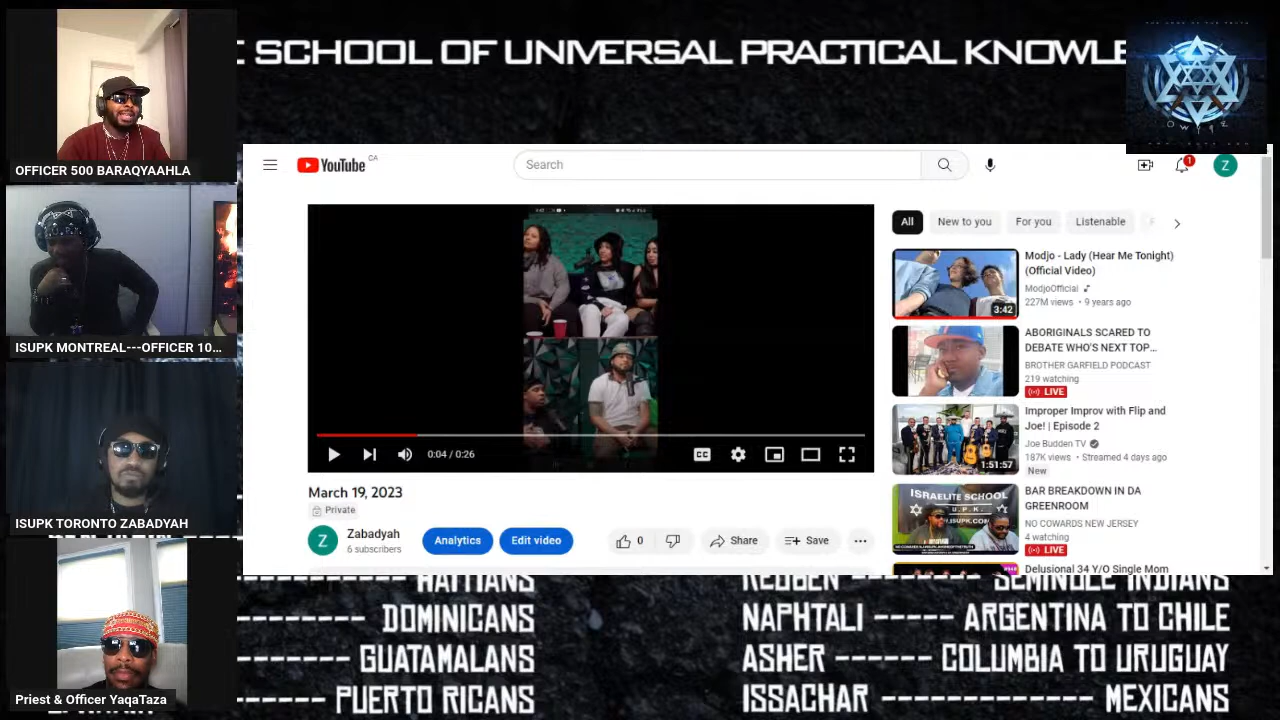 E SCHOOL OF UNIVERSAL PRACTICAL KNOWLE
OFFICER 500 BARAQYAAHLA
ISUPK MONTREAL---OFFICER 10...
ISUPK TORONTO ZABADYAH
Priest & Officer YaqaTaza
YouTube CA
Search
1
Z
0:04 / 0:26
CC
March 19, 2023
Private
Z
Zabadyah
6 subscribers
Analytics
Edit video
0
Share
Save
All
New to you
For you
Listenable
Modjo - Lady (Hear Me Tonight)
(Official Video)
ModjoOfficial
227M views • 9 years ago
3:42
ABORIGINALS SCARED TO
DEBATE WHO'S NEXT TOP...
BROTHER GARFIELD PODCAST
219 watching
LIVE
Improper Improv with Flip and
Joe! | Episode 2
Joe Budden TV
187K views • Streamed 4 days ago
New
1:51:57
BAR BREAKDOWN IN DA
GREENROOM
NO COWARDS NEW JERSEY
4 watching
LIVE
ISRAELITE SCHOOL
U.P.K.
Delusional 34 Y/O Single Mom
HAITIANS
DOMINICANS
GUATAMALANS
PUERTO RICANS
REUBEN ------ SEMINOLE INDIANS
NAPHTALI ----- ARGENTINA TO CHILE
ASHER ------ COLUMBIA TO URUGUAY
ISSACHAR ------------- MEXICANS